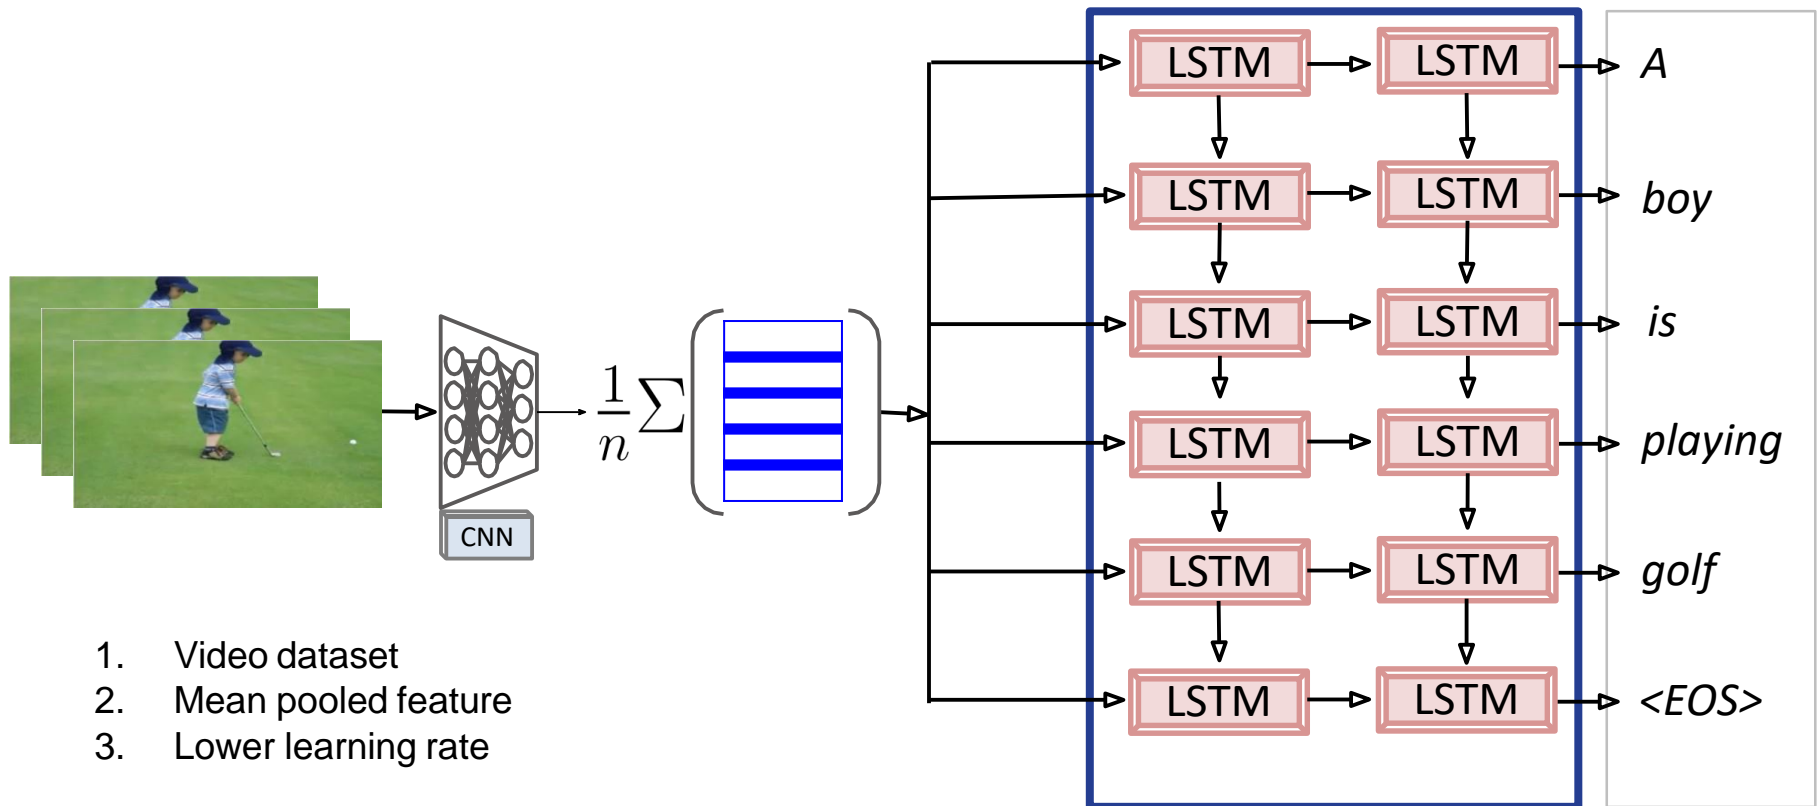 LSTM LSTM A
LSTM LSTM boy
LSTM LSTM is
1/n ∑
LSTM LSTM playing
CNN
LSTM LSTM golf
LSTM LSTM <EOS>
1. Video dataset
2. Mean pooled feature
3. Lower learning rate